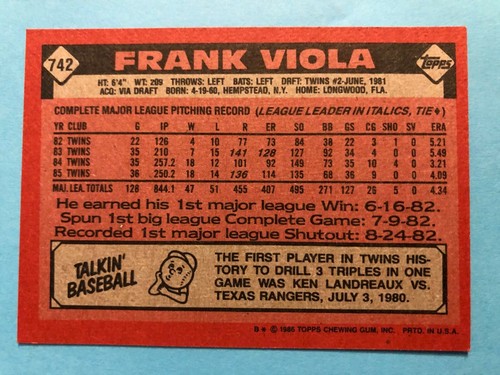 742 FRANK VIOLA Topps
HT: 6'4" WT: 209 THROWS: LEFT BATS: LEFT DRFT: TWINS #2-JUNE, 1981
ACQ: VIA DRAFT BORN: 4-19-60, HEMPSTEAD, N.Y. HOME: LONGWOOD, FLA.
COMPLETE MAJOR LEAGUE PITCHING RECORD (LEAGUE LEADER IN ITALICS, TIE♦)
YR CLUB G IP W L R ER SO BB GS CG SHO SV ERA
82 TWINS 22 126 4 10 77 73 84 38 22 3 1 0 5.21
83 TWINS 35 210 7 15 141 128 127 92 34 4 0 0 5.49
84 TWINS 35 257.2 18 12 101 92 149 73 35 10 4 0 3.21
85 TWINS 36 250.2 18 14 136 114 135 68 36 9 0 0 4.09
MAJ. LEA. TOTALS 128 844.1 47 51 455 407 495 271 127 26 5 0 4.34
He earned his 1st major league Win: 6-16-82.
Spun 1st big league Complete Game: 7-9-82.
Recorded 1st major league Shutout: 8-24-82.
TALKIN'
BASEBALL
THE FIRST PLAYER IN TWINS HIS-
TORY TO DRILL 3 TRIPLES IN ONE
GAME WAS KEN LANDREAUX VS.
TEXAS RANGERS, JULY 3, 1980.
B* © 1986 TOPPS CHEWING GUM, INC. PRTD. IN U.S.A.